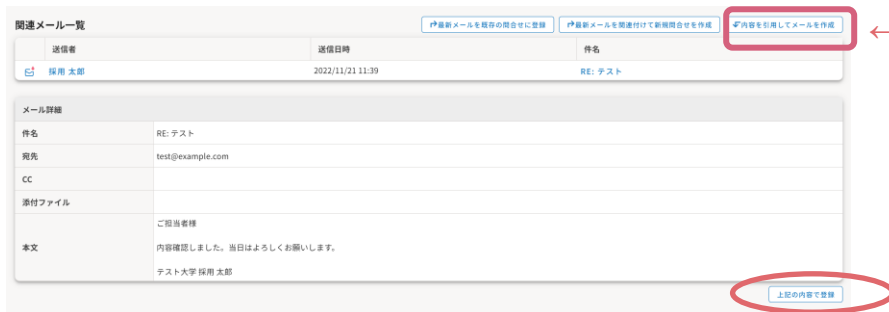 関連メール一覧
↱最新メールを既存の問合せに登録 ↱最新メールを関連付けて新規問合せを作成 内容を引用してメールを作成 ←
送信者 送信日時 件名
採用 太郎 2022/11/21 11:39 RE: テスト
メール詳細
件名 RE: テスト
宛先 test@example.com
CC
添付ファイル
本文
ご担当者様
内容確認しました。当日はよろしくお願いします。
テスト大学 採用 太郎
上記の内容で登録